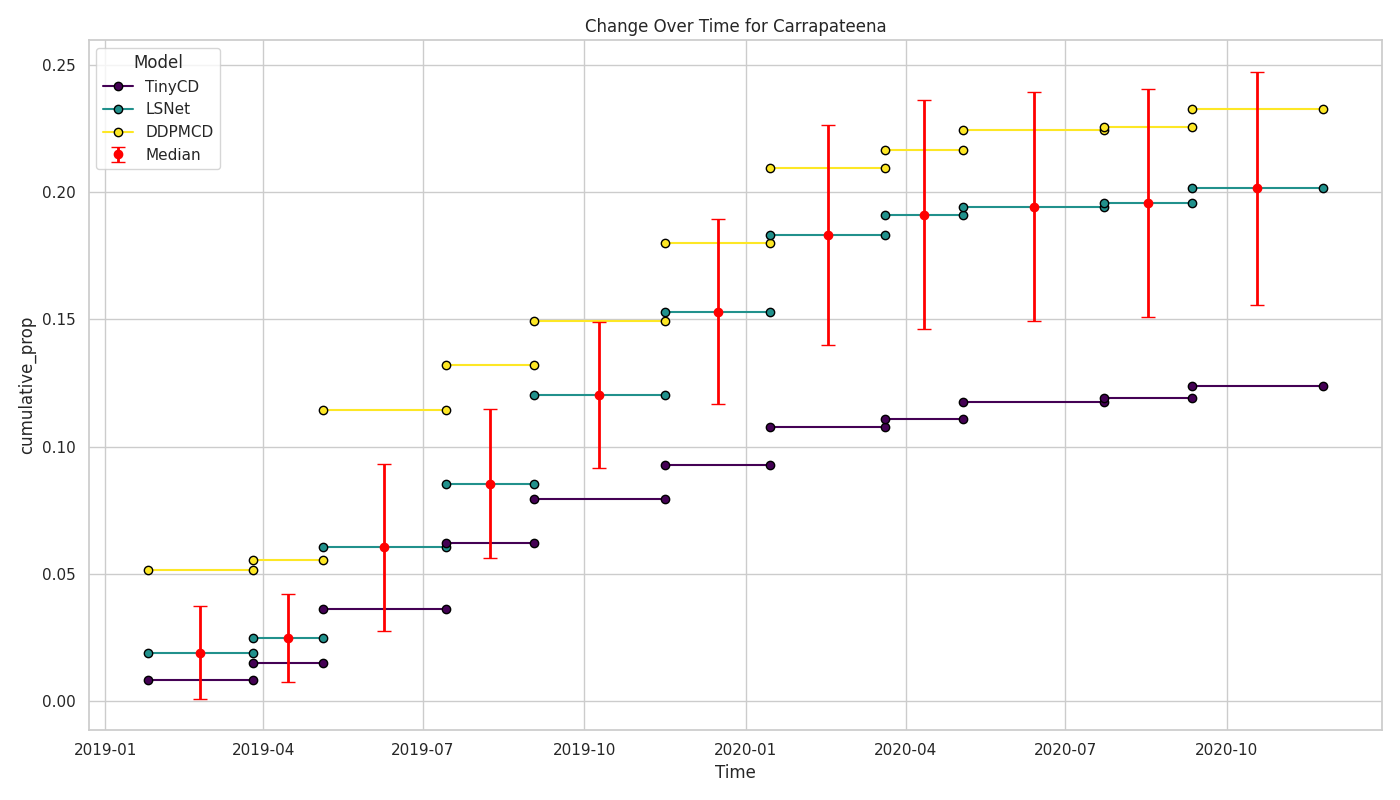 Change Over Time for Carrapateena
Model
TinyCD
LSNet
DDPMCD
Median
cumulative_prop
0.25
0.20
0.15
0.10
0.05
0.00
2019-01 2019-04 2019-07 2019-10 2020-01 2020-04 2020-07 2020-10
Time